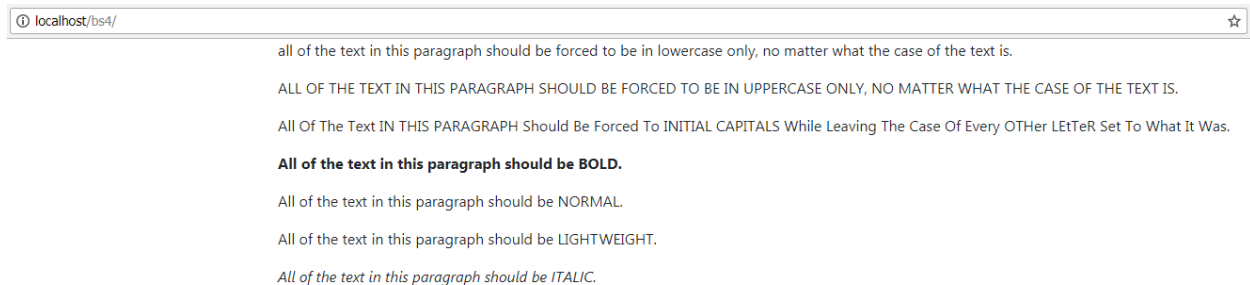 localhost/bs4/
all of the text in this paragraph should be forced to be in lowercase only, no matter what the case of the text is.
ALL OF THE TEXT IN THIS PARAGRAPH SHOULD BE FORCED TO BE IN UPPERCASE ONLY, NO MATTER WHAT THE CASE OF THE TEXT IS.
All Of The Text IN THIS PARAGRAPH Should Be Forced To INITIAL CAPITALS While Leaving The Case Of Every OTHer LEtTeR Set To What It Was.
All of the text in this paragraph should be BOLD.
All of the text in this paragraph should be NORMAL.
All of the text in this paragraph should be LIGHTWEIGHT.
All of the text in this paragraph should be ITALIC.